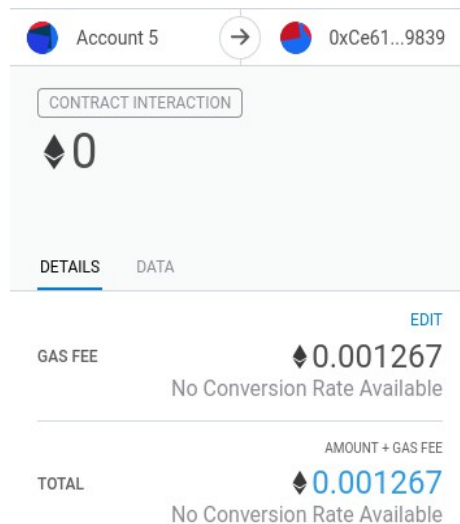 Account 5
0xCe61...9839
CONTRACT INTERACTION
0
DETAILS DATA
EDIT
GAS FEE 0.001267
No Conversion Rate Available
AMOUNT + GAS FEE
TOTAL 0.001267
No Conversion Rate Available